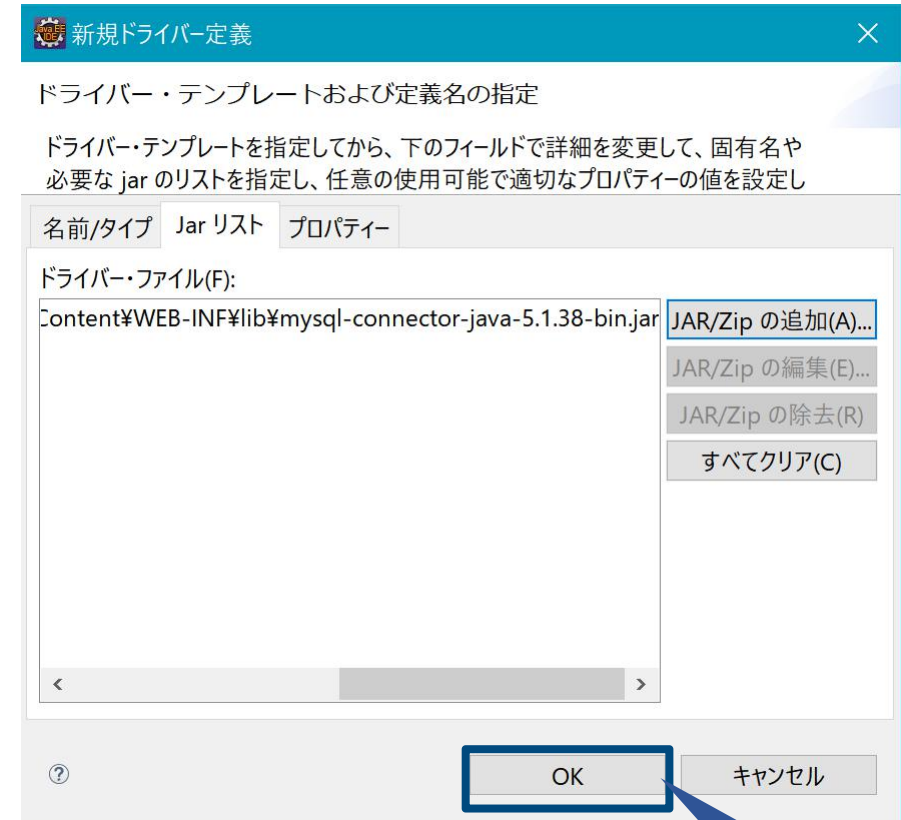 新規ドライバー定義
ドライバー・テンプレートおよび定義名の指定
ドライバー・テンプレートを指定してから、下のフィールドで詳細を変更して、固有名や
必要な jar のリストを指定し、任意の使用可能で適切なプロパティーの値を設定し
名前/タイプ Jar リスト プロパティー
ドライバー・ファイル(F):
Content¥WEB-INF¥lib¥mysql-connector-java-5.1.38-bin.jar
JAR/Zip の追加(A)...
JAR/Zip の編集(E)...
JAR/Zip の除去(R)
すべてクリア(C)
OK キャンセル